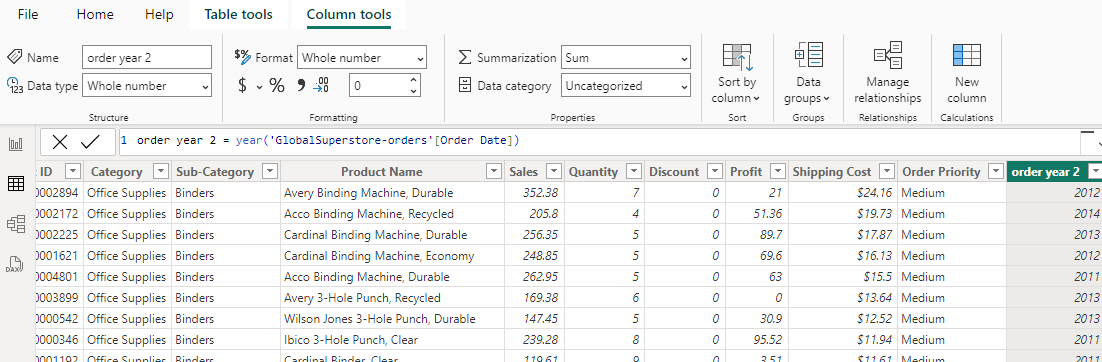 File Home Help Table tools Column tools
Name order year 2 $% Format Whole number Σ Summarization Sum
Data type Whole number $ % 0 Data category Uncategorized
Sort by column
Data groups
Manage relationships
New column
Structure Formatting Properties Sort Groups Relationships Calculations
1 order year 2 = year('GlobalSuperstore-orders'[Order Date])
ID Category Sub-Category Product Name Sales Quantity Discount Profit Shipping Cost Order Priority order year 2
0002894 Office Supplies Binders Avery Binding Machine, Durable 352.38 7 0 21 $24.16 Medium 2012
0002172 Office Supplies Binders Acco Binding Machine, Recycled 205.8 4 0 51.36 $19.73 Medium 2014
0002225 Office Supplies Binders Cardinal Binding Machine, Durable 256.35 5 0 89.7 $17.87 Medium 2013
0001621 Office Supplies Binders Cardinal Binding Machine, Economy 248.85 5 0 69.6 $16.13 Medium 2012
0004801 Office Supplies Binders Acco Binding Machine, Durable 262.95 5 0 63 $15.5 Medium 2011
0003899 Office Supplies Binders Avery 3-Hole Punch, Recycled 169.38 6 0 0 $13.64 Medium 2013
0000542 Office Supplies Binders Wilson Jones 3-Hole Punch, Durable 147.45 5 0 30.9 $12.52 Medium 2013
0000346 Office Supplies Binders Ibico 3-Hole Punch, Clear 239.28 8 0 95.52 $11.94 Medium 2011
0001192 Office Supplies Binders Cardinal Binder, Clear 119.61 9 0 3.51 $11.61 Medium 2011